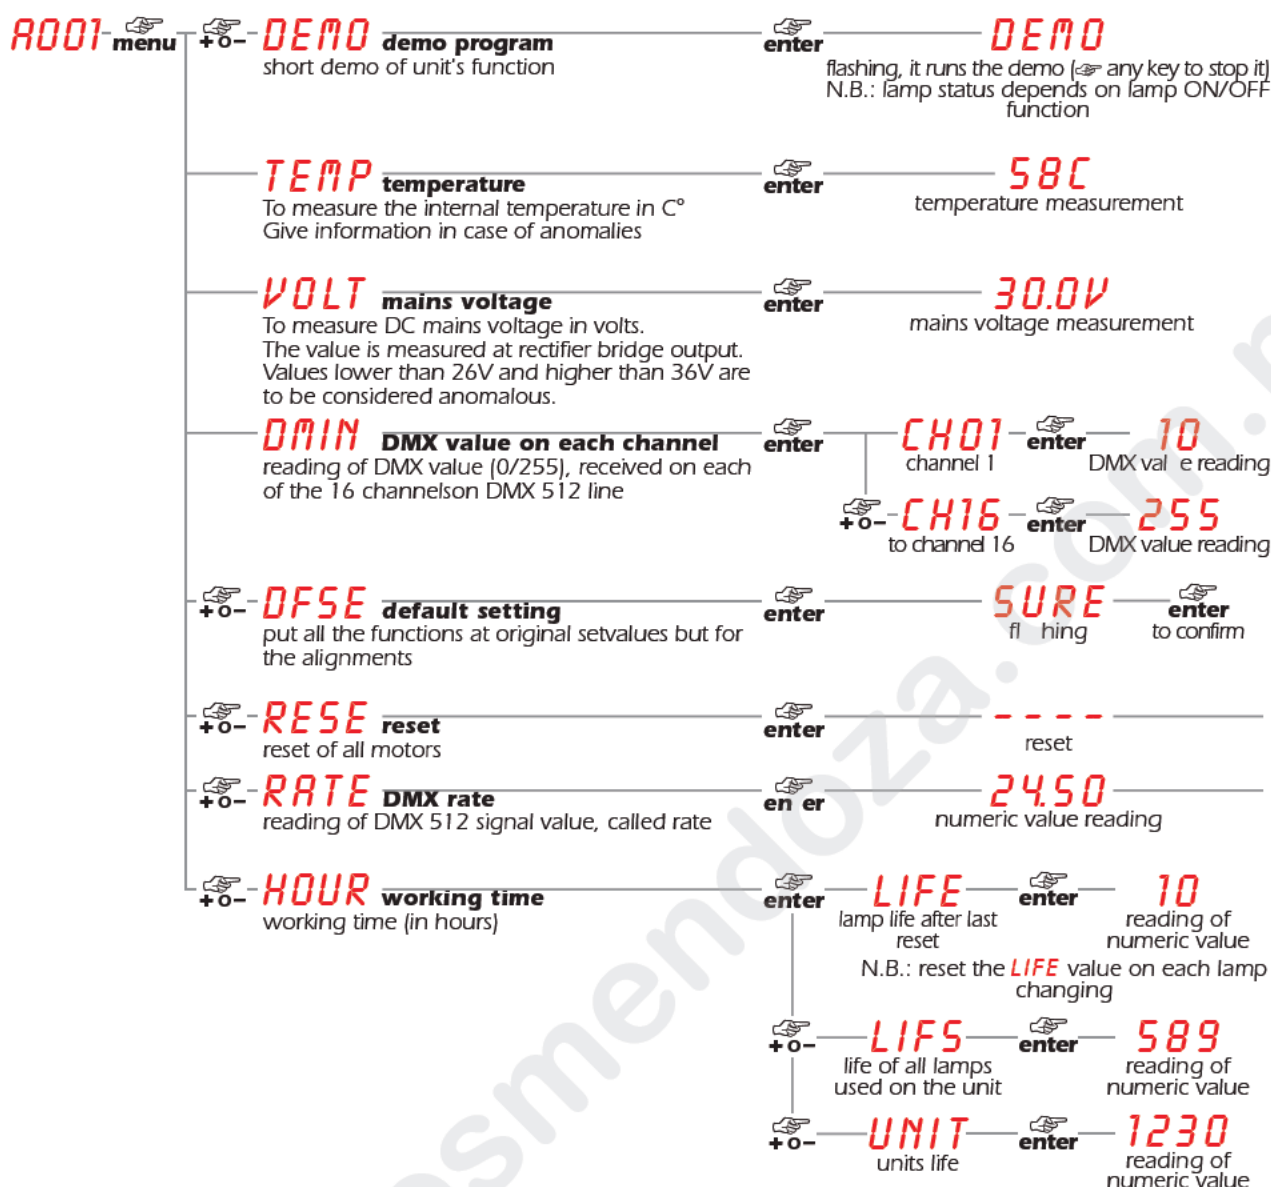 A001 menu +o- DEMO demo program enter DEMO
short demo of unit's function
flashing, it runs the demo ( any key to stop it)
N.B.: lamp status depends on lamp ON/OFF
function
TEMP temperature enter 58C
To measure the internal temperature in C°
temperature measurement
Give information in case of anomalies
VOLT mains voltage enter 30.0V
To measure DC mains voltage in volts.
mains voltage measurement
The value is measured at rectifier bridge output.
Values lower than 26V and higher than 36V are
to be considered anomalous.
DMIN DMX value on each channel enter CH01 enter 10
reading of DMX value (0/255), received on each
channel 1 DMX val e reading
of the 16 channelson DMX 512 line
+o- CH16 enter 255
to channel 16 DMX value reading
+o- DFSE default setting enter SURE enter
put all the functions at original setvalues but for
fl hing to confirm
the alignments
+o- RESE reset enter ----
reset of all motors
reset
+o- RATE DMX rate en er 24.50
reading of DMX 512 signal value, called rate
numeric value reading
+o- HOUR working time enter LIFE enter 10
working time (in hours)
lamp life after last reading of
reset numeric value
N.B.: reset the LIFE value on each lamp
changing
+o- LIFS enter 589
life of all lamps reading of
used on the unit numeric value
+o- UNIT enter 1230
units life reading of
numeric value